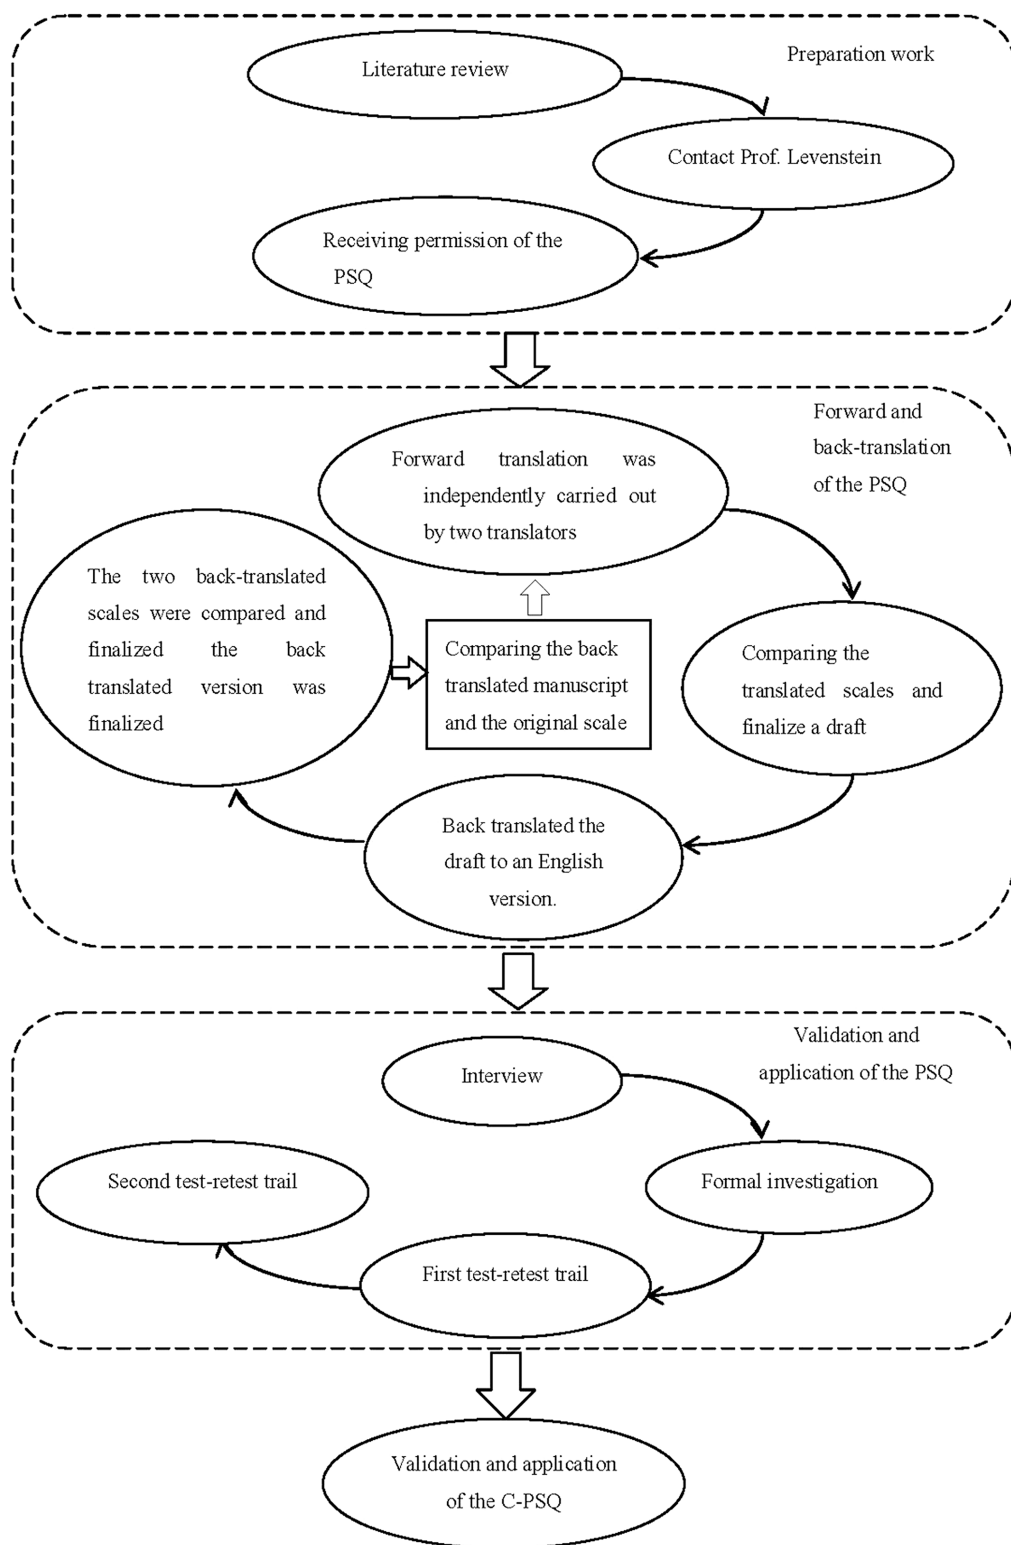 Preparation work
Literature review
Contact Prof. Levenstein
Receiving permission of the
PSQ
Forward and
back-translation
of the PSQ
Forward translation was
independently carried out
by two translators
Comparing the
translated scales and
finalize a draft
Back translated the
draft to an English
version.
The two back-translated
scales were compared and
finalized the back
translated version was
finalized
Comparing the back
translated manuscript
and the original scale
Validation and
application of the PSQ
Interview
Formal investigation
First test-retest trail
Second test-retest trail
Validation and application
of the C-PSQ